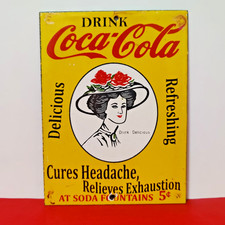 DRINK
Coca-Cola
Delicious
Refreshing
Cures Headache,
Relieves Exhaustion
AT SODA FOUNTAINS 5¢